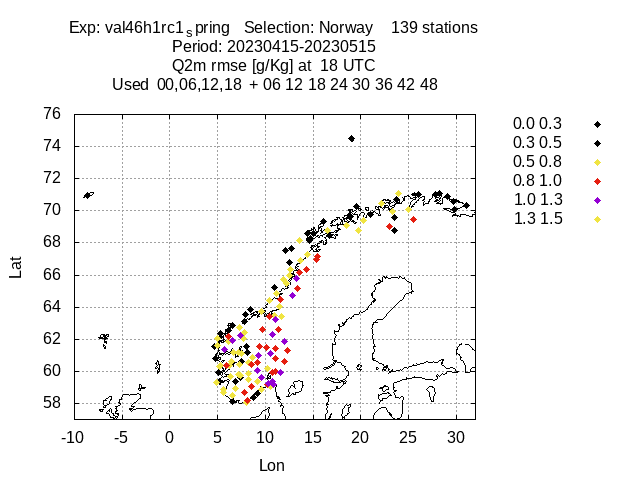 Exp: val46h1rc1spring   Selection: Norway    139 stations
Period: 20230415-20230515
Q2m rmse [g/Kg] at  18 UTC
Used  00,06,12,18  + 06 12 18 24 30 36 42 48
76
74
72
70
68
66
64
62
60
58
Lat
-10 -5 0 5 10 15 20 25 30
Lon
0.0 0.3
0.3 0.5
0.5 0.8
0.8 1.0
1.0 1.3
1.3 1.5